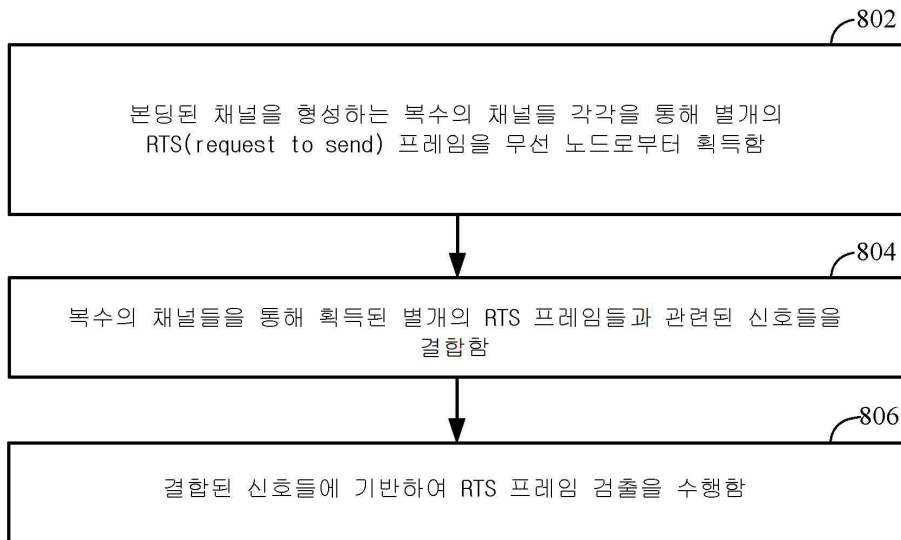 802
본딩된 채널을 형성하는 복수의 채널들 각각을 통해 별개의
RTS(request to send) 프레임을 무선 노드로부터 획득함
804
복수의 채널들을 통해 획득된 별개의 RTS 프레임들과 관련된 신호들을
결합함
806
결합된 신호들에 기반하여 RTS 프레임 검출을 수행함